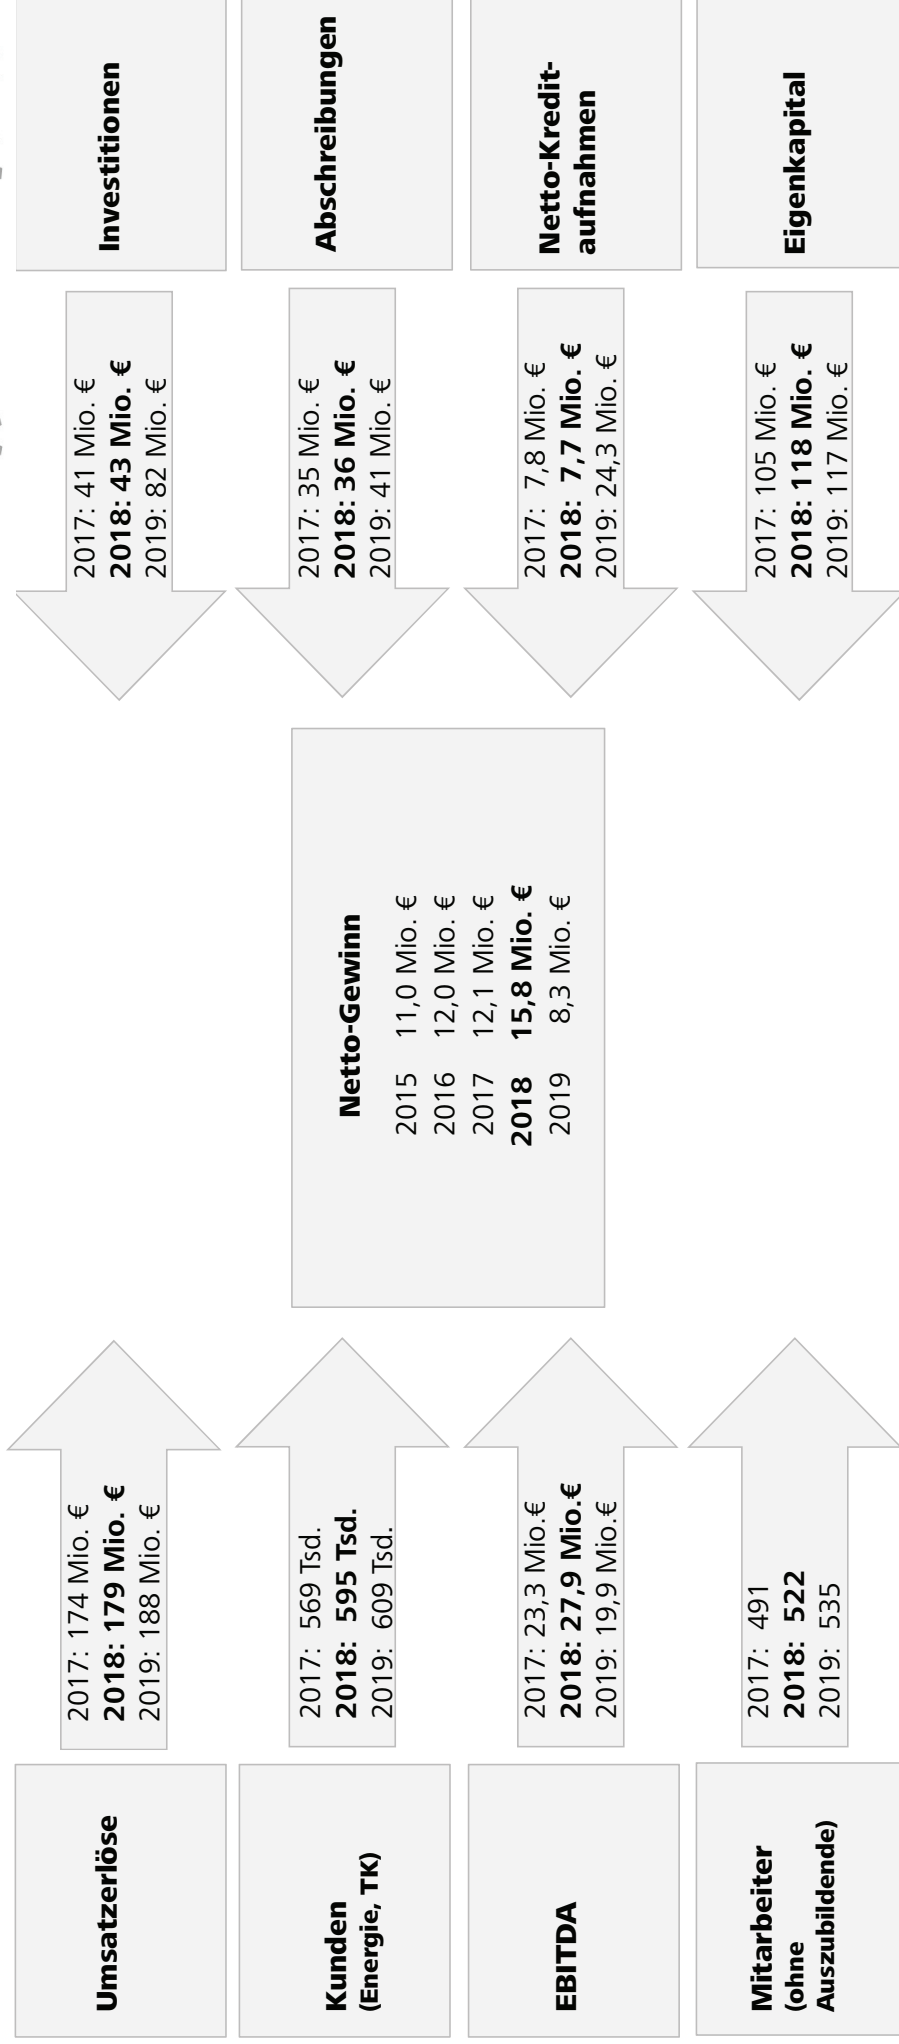 Umsatzerlöse
2017: 174 Mio. €
2018: 179 Mio. €
2019: 188 Mio. €
Kunden
(Energie, TK)
2017: 569 Tsd.
2018: 595 Tsd.
2019: 609 Tsd.
EBITDA
2017: 23,3 Mio.€
2018: 27,9 Mio.€
2019: 19,9 Mio.€
Mitarbeiter
(ohne
Auszubildende)
2017: 491
2018: 522
2019: 535
Netto-Gewinn
2015 11,0 Mio. €
2016 12,0 Mio. €
2017 12,1 Mio. €
2018 15,8 Mio. €
2019 8,3 Mio. €
2017: 41 Mio. €
2018: 43 Mio. €
2019: 82 Mio. €
Investitionen
2017: 35 Mio. €
2018: 36 Mio. €
2019: 41 Mio. €
Abschreibungen
2017: 7,8 Mio. €
2018: 7,7 Mio. €
2019: 24,3 Mio. €
Netto-Kredit-
aufnahmen
2017: 105 Mio. €
2018: 118 Mio. €
2019: 117 Mio. €
Eigenkapital